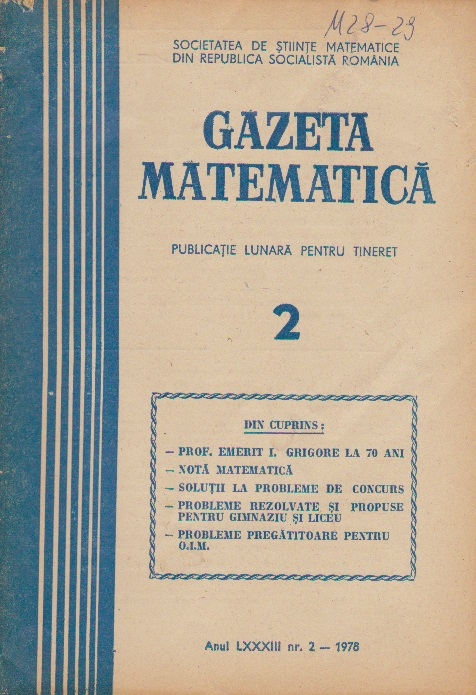 M28-29
SOCIETATEA DE ȘTIINȚE MATEMATICE
DIN REPUBLICA SOCIALISTĂ ROMÂNIA
GAZETA
MATEMATICĂ
PUBLICAȚIE LUNARĂ PENTRU TINERET
2
DIN CUPRINS :
— PROF. EMERIT I. GRIGORE LA 70 ANI
— NOTĂ MATEMATICĂ
— SOLUȚII LA PROBLEME DE CONCURS
— PROBLEME REZOLVATE ȘI PROPUSE
PENTRU GIMNAZIU ȘI LICEU
— PROBLEME PREGĂTITOARE PENTRU
O.I.M.
Anul LXXXIII nr. 2 — 1978